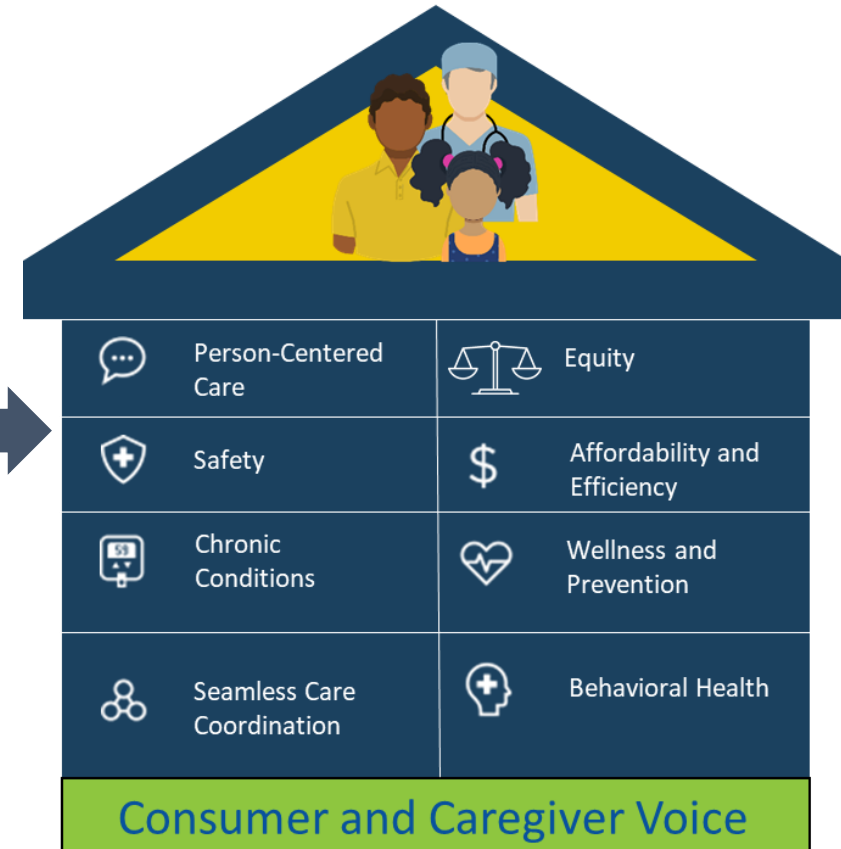 Person-Centered
Care
Equity
Safety
Affordability and
Efficiency
59
Chronic
Conditions
Wellness and
Prevention
Seamless Care
Coordination
Behavioral Health
Consumer and Caregiver Voice